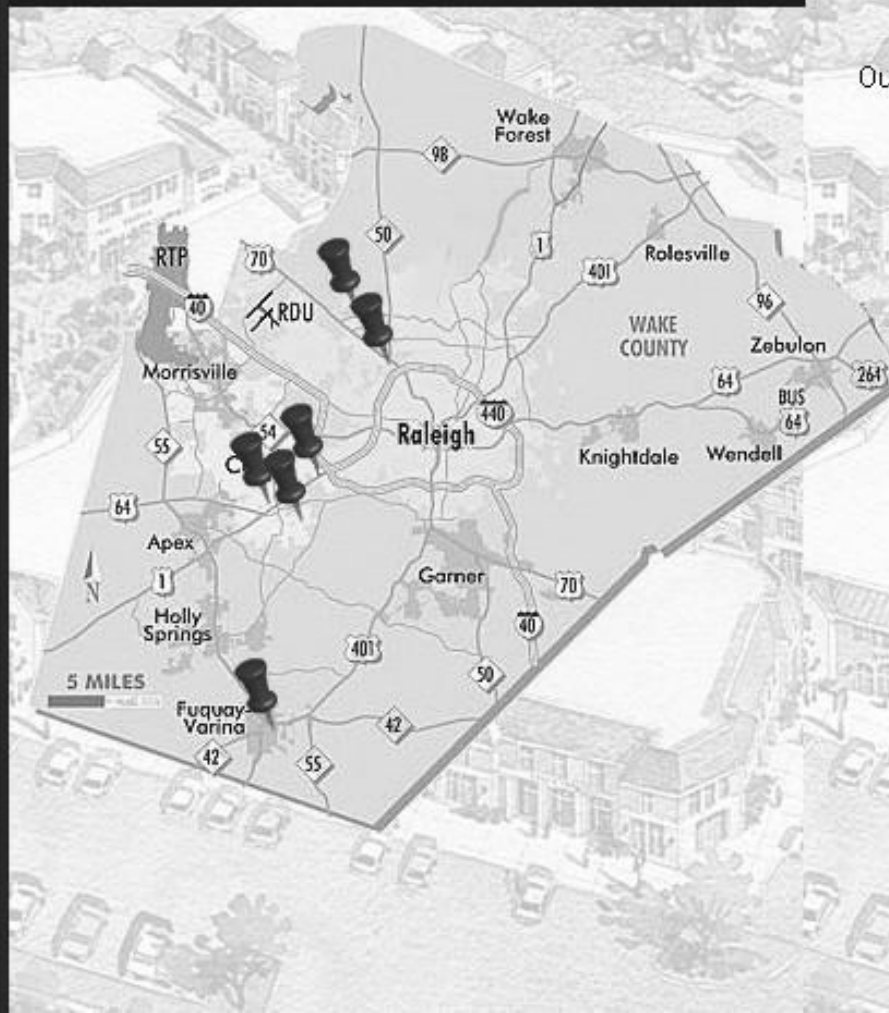 Ou
Wake
Forest
98
50
1
70
RTP
401
Rolesville
40
RDU
96
WAKE
COUNTY
Zebulon
Morrisville
64
264
BUS
64
440
54
Raleigh
C
55
Knightdale
Wendell
64
Apex
1
N
Garner
70
Holly
Springs
40
401
50
5 MILES
Fuquay-
Varina
42
42
55